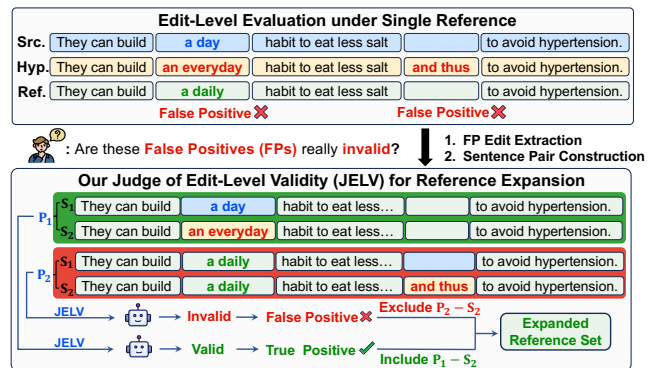 Edit-Level Evaluation under Single Reference
Src. They can build a day habit to eat less salt to avoid hypertension.
Hyp. They can build an everyday habit to eat less salt and thus to avoid hypertension.
Ref. They can build a daily habit to eat less salt to avoid hypertension.
False Positive ❌ False Positive ❌
? : Are these False Positives (FPs) really invalid?
1. FP Edit Extraction
2. Sentence Pair Construction
Our Judge of Edit-Level Validity (JELV) for Reference Expansion
P1 S1 They can build a day habit to eat less... to avoid hypertension.
S2 They can build an everyday habit to eat less... to avoid hypertension.
P2 S1 They can build a daily habit to eat less... to avoid hypertension.
S2 They can build a daily habit to eat less... and thus to avoid hypertension.
JELV Invalid False Positive ❌ Exclude P2 − S2
JELV Valid True Positive ✓ Include P1 − S2
Expanded
Reference Set